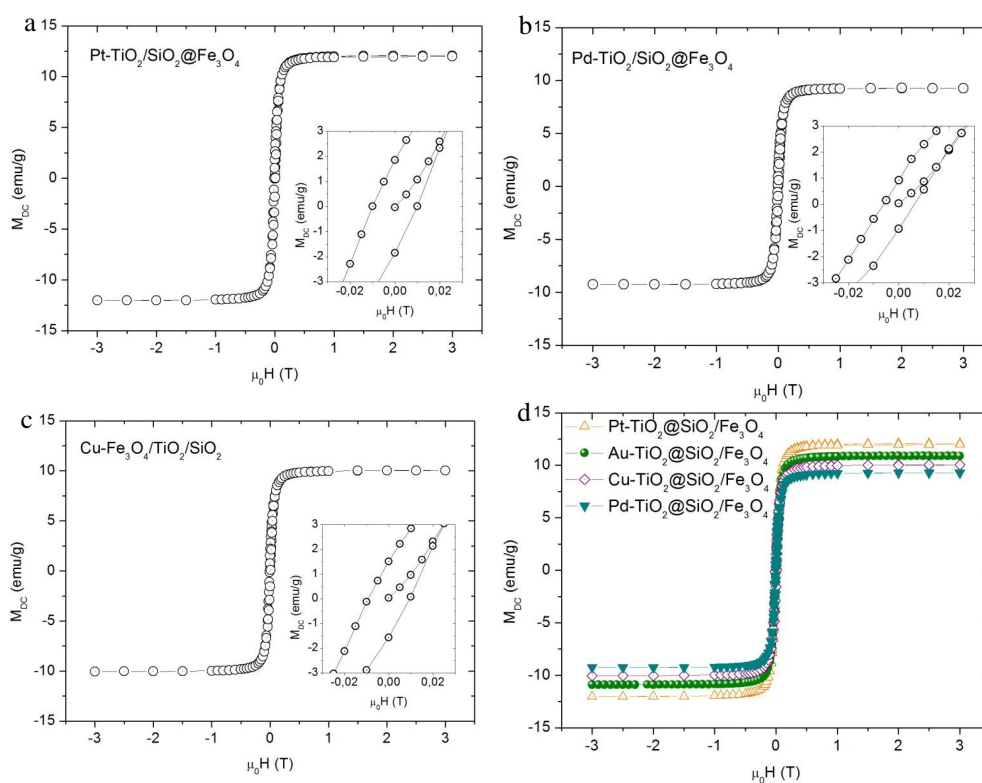 a
Pt-TiO₂/SiO₂@Fe₃O₄
M_DC (emu/g)
15
10
5
0
-5
-10
-15
-3 -2 -1 0 1 2 3
μ₀H (T)
M_DC (emu/g)
3
2
1
0
-1
-2
-3
-0,02 0,00 0,02
μ₀H (T)
b
Pd-TiO₂/SiO₂@Fe₃O₄
M_DC (emu/g)
15
10
5
0
-5
-10
-15
-3 -2 -1 0 1 2 3
μ₀H (T)
M_DC (emu/g)
3
2
1
0
-1
-2
-3
-0,02 0,00 0,02
μ₀H (T)
c
Cu-Fe₃O₄/TiO₂/SiO₂
M_DC (emu/g)
15
10
5
0
-5
-10
-15
-3 -2 -1 0 1 2 3
μ₀H (T)
M_DC (emu/g)
3
2
1
0
-1
-2
-3
-0,02 0,00 0,02
μ₀H (T)
d
Pt-TiO₂@SiO₂/Fe₃O₄
Au-TiO₂@SiO₂/Fe₃O₄
Cu-TiO₂@SiO₂/Fe₃O₄
Pd-TiO₂@SiO₂/Fe₃O₄
M_DC (emu/g)
15
10
5
0
-5
-10
-15
-3 -2 -1 0 1 2 3
μ₀H (T)